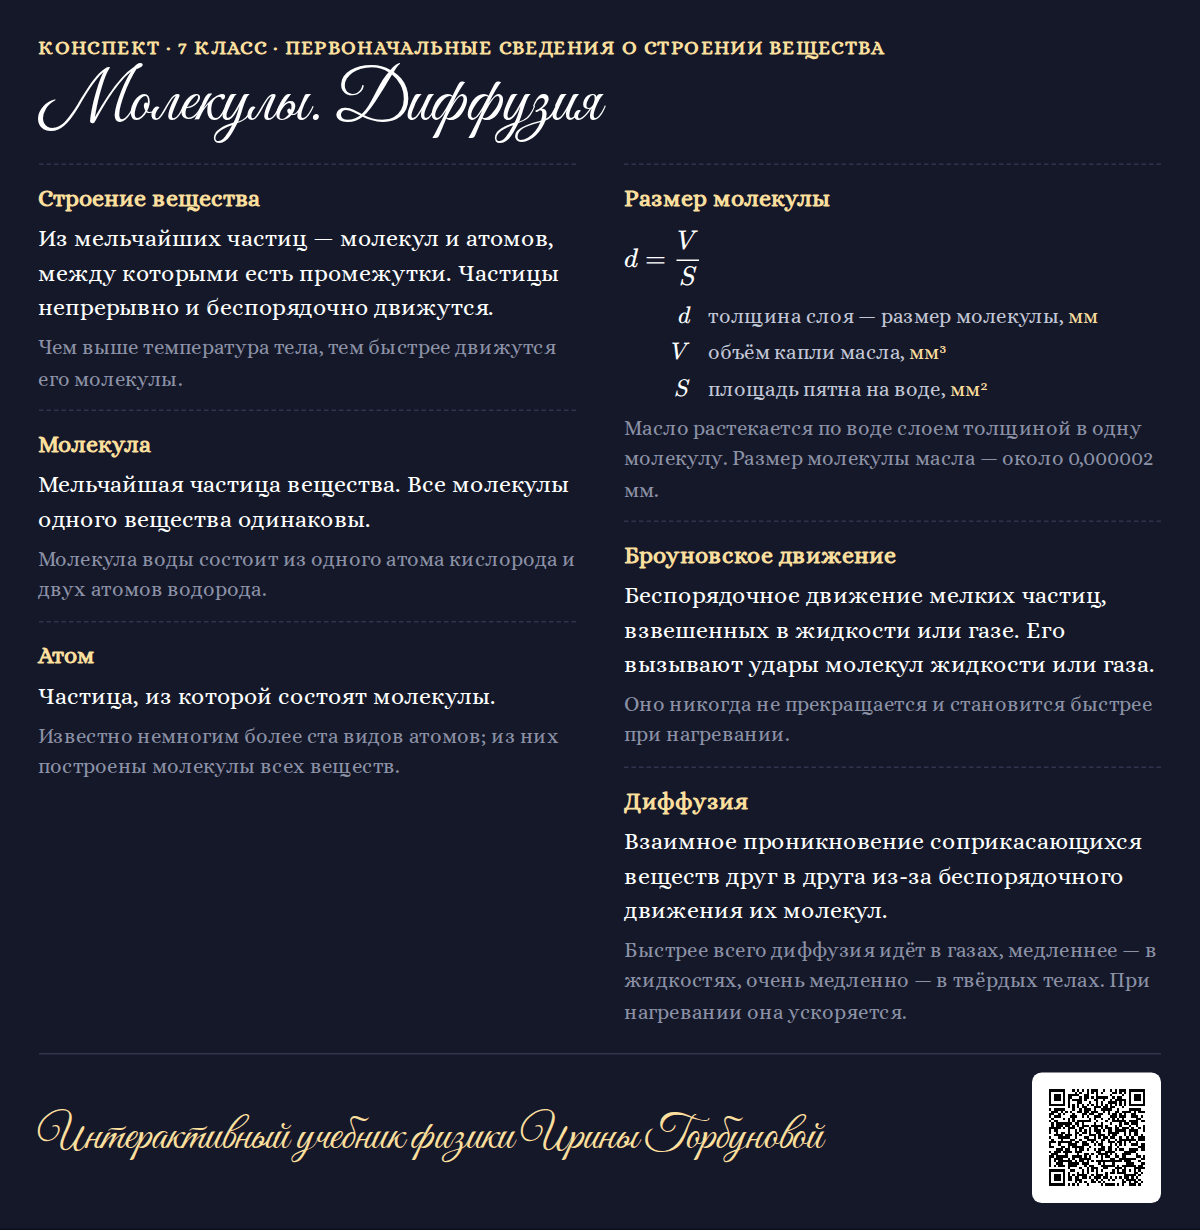 КОНСПЕКТ · 7 КЛАСС · ПЕРВОНАЧАЛЬНЫЕ СВЕДЕНИЯ О СТРОЕНИИ ВЕЩЕСТВА
Молекулы. Диффузия
Строение вещества
Из мельчайших частиц — молекул и атомов,
между которыми есть промежутки. Частицы
непрерывно и беспорядочно движутся.
Чем выше температура тела, тем быстрее движутся
его молекулы.
Молекула
Мельчайшая частица вещества. Все молекулы
одного вещества одинаковы.
Молекула воды состоит из одного атома кислорода и
двух атомов водорода.
Атом
Частица, из которой состоят молекулы.
Известно немногим более ста видов атомов; из них
построены молекулы всех веществ.
Размер молекулы
d = V/S
d толщина слоя — размер молекулы, мм
V объём капли масла, мм³
S площадь пятна на воде, мм²
Масло растекается по воде слоем толщиной в одну
молекулу. Размер молекулы масла — около 0,000002
мм.
Броуновское движение
Беспорядочное движение мелких частиц,
взвешенных в жидкости или газе. Его
вызывают удары молекул жидкости или газа.
Оно никогда не прекращается и становится быстрее
при нагревании.
Диффузия
Взаимное проникновение соприкасающихся
веществ друг в друга из-за беспорядочного
движения их молекул.
Быстрее всего диффузия идёт в газах, медленнее — в
жидкостях, очень медленно — в твёрдых телах. При
нагревании она ускоряется.
Интерактивный учебник физики Ирины Горбуновой